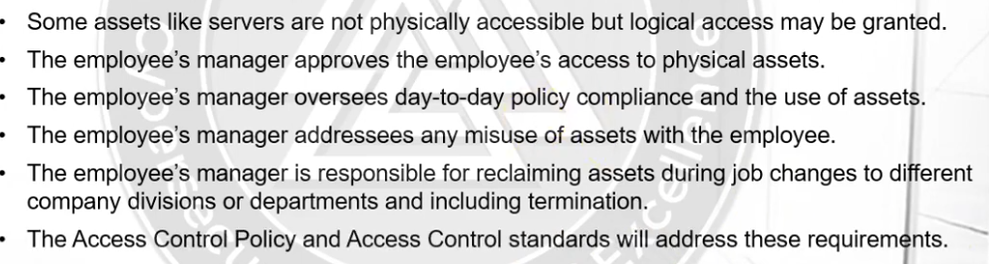 • Some assets like servers are not physically accessible but logical access may be granted.
• The employee's manager approves the employee's access to physical assets.
• The employee's manager oversees day-to-day policy compliance and the use of assets.
• The employee's manager addressees any misuse of assets with the employee.
• The employee's manager is responsible for reclaiming assets during job changes to different
company divisions or departments and including termination.
• The Access Control Policy and Access Control standards will address these requirements.
Excellence